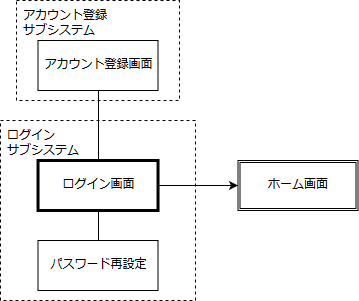 アカウント登録
サブシステム
アカウント登録画面
ログイン
サブシステム
ログイン画面
ホーム画面
パスワード再設定